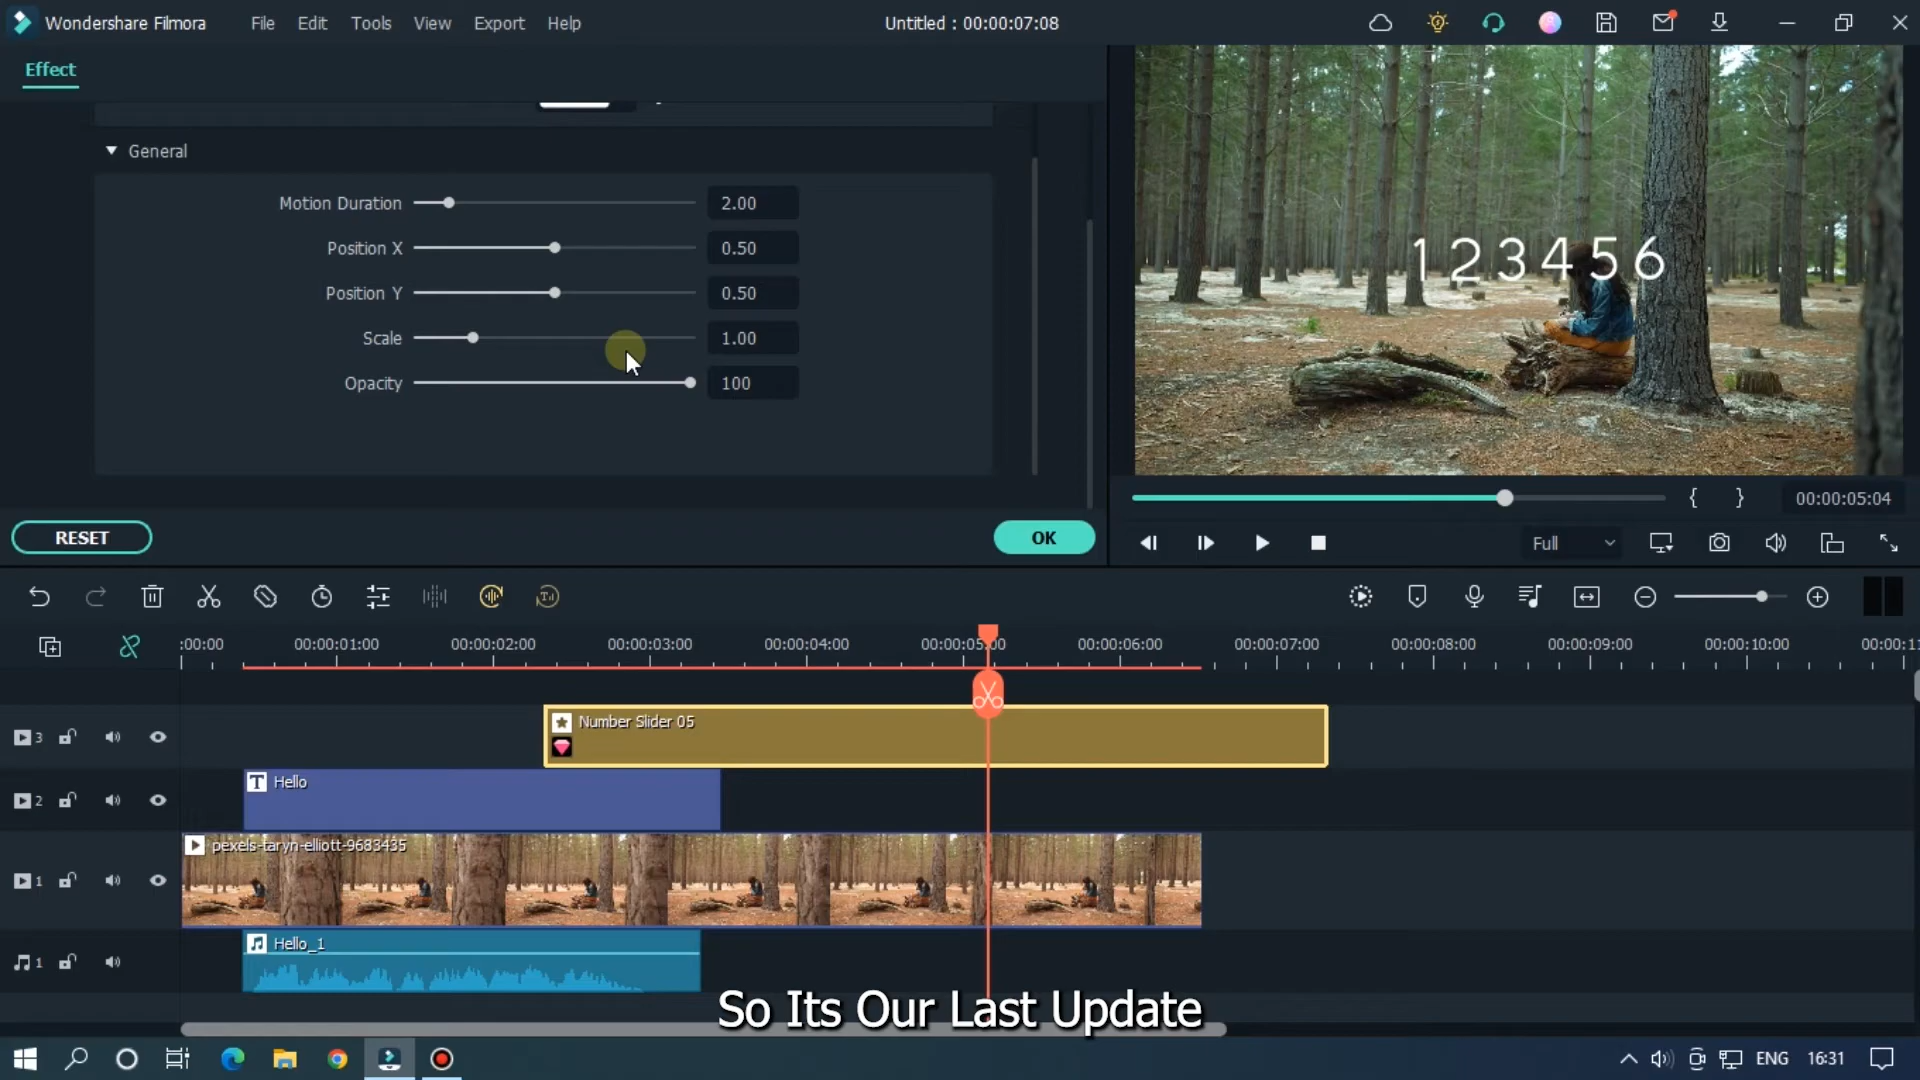 Wondershare Filmora File Edit Tools View Export Help Untitled : 00:00:07:08
Effect
General
Motion Duration 2.00
Position X 0.50
Position Y 0.50
Scale 1.00
Opacity 100
123456
00:00:05:04
RESET OK
Full
:00:00 00:00:01:00 00:00:02:00 00:00:03:00 00:00:04:00 00:00:05:00 00:00:06:00 00:00:07:00 00:00:08:00 00:00:09:00 00:00:10:00 00:00:11
3 Number Slider 05
2 T Hello
1 pexels-taryn-elliott-9683435
1 Hello_1
So Its Our Last Update
ENG 16:31